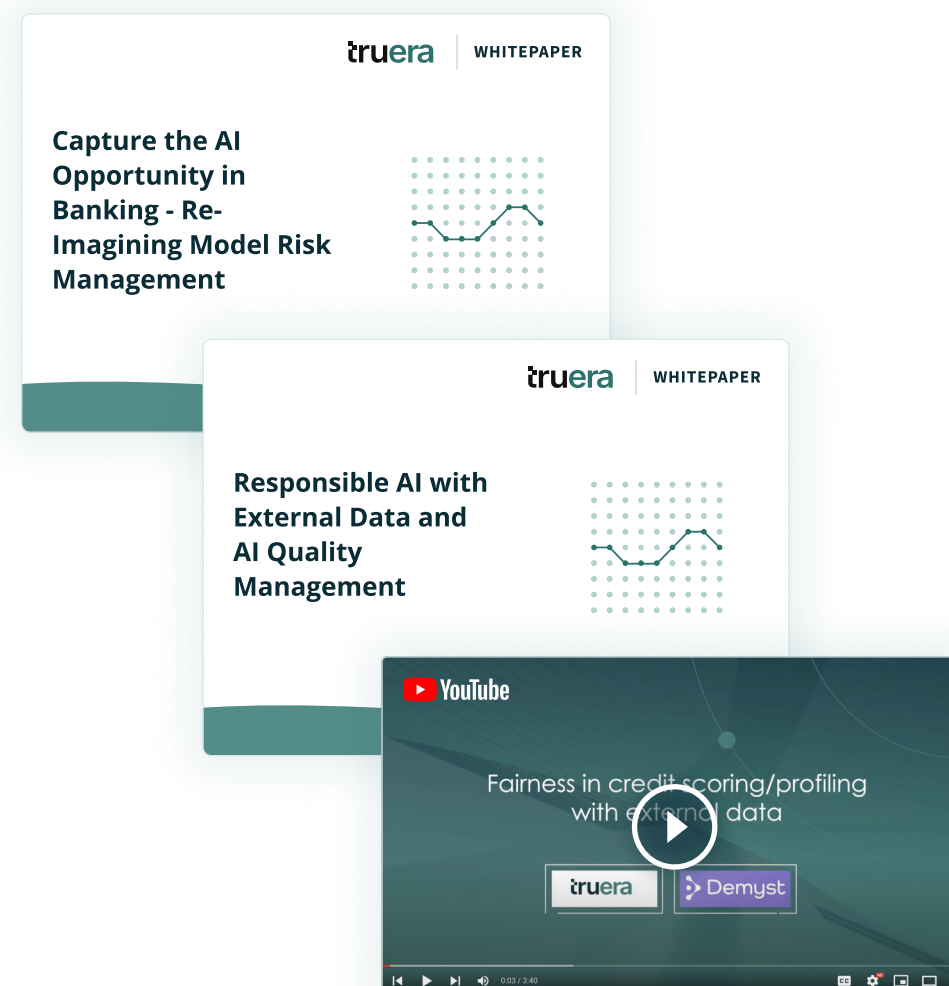 truera
WHITEPAPER
Capture the AI
Opportunity in
Banking - Re-
Imagining Model Risk
Management
truera
WHITEPAPER
Responsible AI with
External Data and
AI Quality
Management
YouTube
Fairness in credit scoring/profiling
with external data
truera
Demyst
0:03 / 3:40
CC
HD